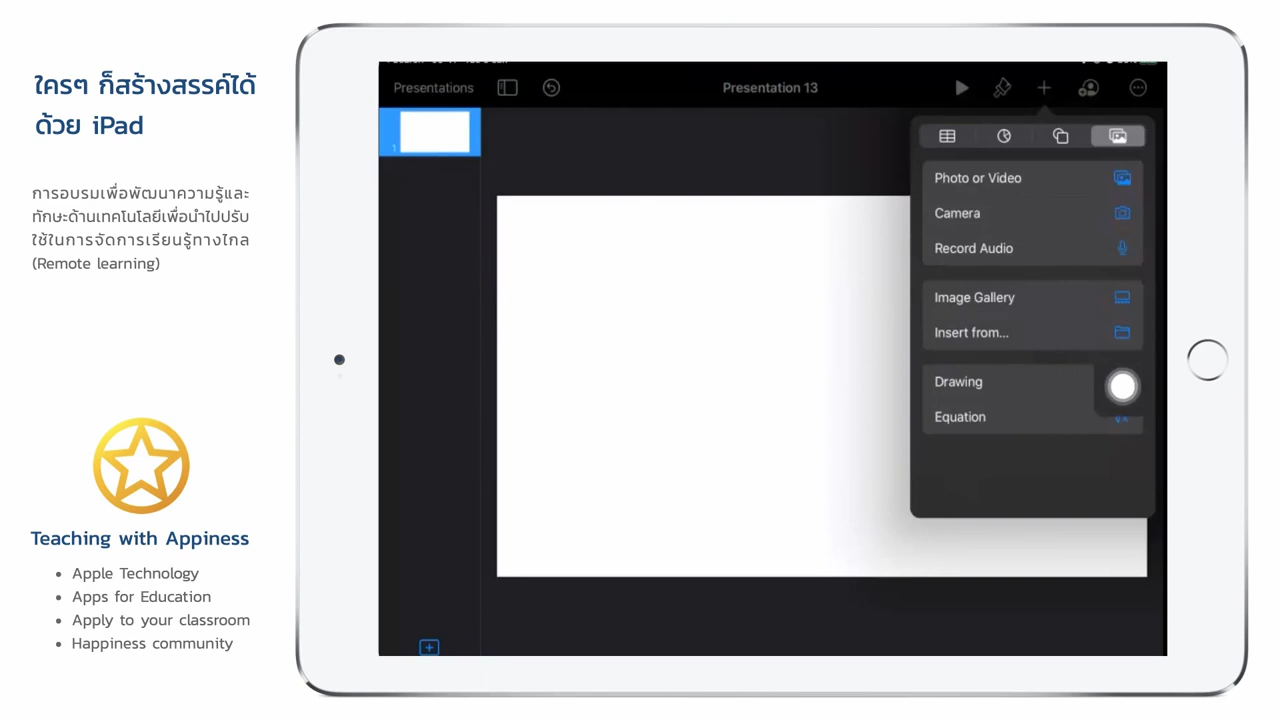 ใครๆ ก็สร้างสรรค์ได้
ด้วย iPad
การอบรมเพื่อพัฒนาความรู้และ
ทักษะด้านเทคโนโลยีเพื่อนำไปปรับ
ใช้ในการจัดการเรียนรู้ทางไกล
(Remote learning)
Teaching with Appiness
• Apple Technology
• Apps for Education
• Apply to your classroom
• Happiness community
Presentations
Presentation 13
1
Photo or Video
Camera
Record Audio
Image Gallery
Insert from...
Drawing
Equation